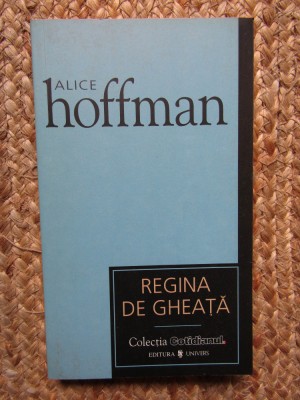 ALICE
hoffman
REGINA
DE GHEAȚĂ
Colecția Cotidianul.
EDITURA UNIVERS